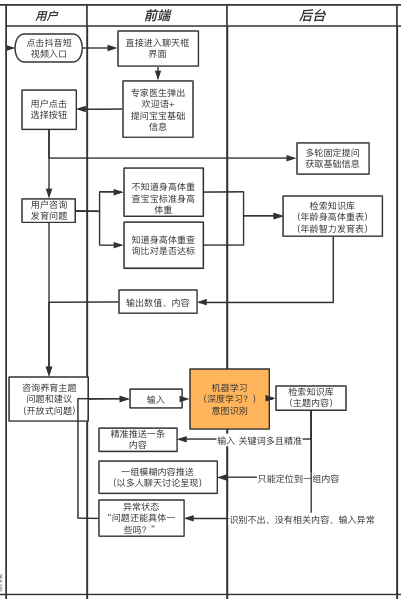 用户
前端
后台
点击抖音短
视频入口
直接进入聊天框
界面
专家医生弹出
欢迎语+
提问宝宝基础
信息
用户点击
选择按钮
多轮固定提问
获取基础信息
不知道身高体重
查宝宝标准身高
体重
用户咨询
发育问题
检索知识库
(年龄身高体重表)
(年龄智力发育表)
知道身高体重查
询比对是否达标
输出数值、内容
咨询养育主题
问题和建议
(开放式问题)
输入
机器学习
(深度学习?)
意图识别
检索知识库
(主题内容)
精准推送一条
内容
输入 关键词多且精准
一组模糊内容推送
(以多人聊天讨论呈现)
只能定位到一组内容
异常状态
“问题还能具体一
些吗?”
识别不出、没有相关内容、输入异常